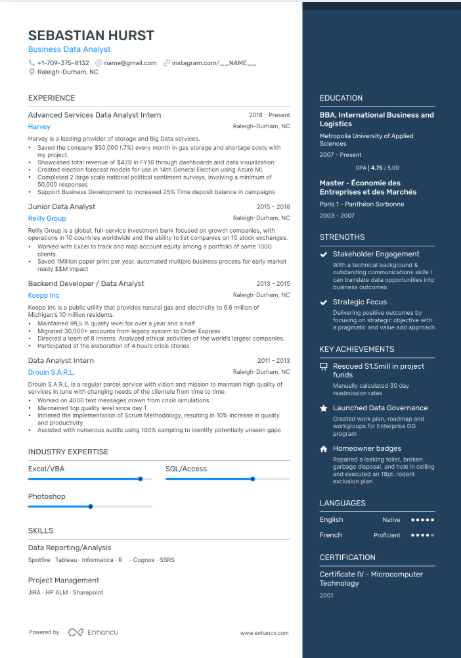 SEBASTIAN HURST
Business Data Analyst
+1-709-375-8132 name@gmail.com instagram.com/__NAME__
Raleigh-Durham, NC
EXPERIENCE
Advanced Services Data Analyst Intern 2018 - Present
Harvey Raleigh-Durham, NC
Harvey is a leading provider of storage and Big Data services.
• Saved the company $50,000 (.7%) every month in gas storage and shortage costs with
my project.
• Showcased total revenue of $42B in FY16 through dashboards and data visualization
• Created election forecast models for use in 14th General Election using Azure ML
• Completed 2 large scale national political sentiment surveys, involving a minimum of
50,000 responses
• Support Business Development to Increased 25% Time deposit balance in campaigns
Junior Data Analyst 2015 - 2018
Reilly Group Raleigh-Durham, NC
Reilly Group is a global, full-service investment bank focused on growth companies, with
operations in 10 countries worldwide and the ability to list companies on 10 stock exchanges.
• Worked with Excel to track and map account equity among a portfolio of some '1000
clients.
• Saved '1Million paper print per year, automated multiple business process for early market
ready $$M impact
Backend Developer / Data Analyst 2013 - 2015
Koepp Inc Raleigh-Durham, NC
Koepp Inc is a public utility that provides natural gas and electricity to 6.6 million of
Michigan's 10 million residents.
• Maintained 99,5 % quality level for over a year and a half
• Migrated 30,000+ accounts from legacy system to Order Express
• Directed a team of 8 interns. Analyzed ethical activities of the world's largest companies.
• Participated at the elaboration of 4 hours crisis stories
Data Analyst Intern 2011 - 2013
Drouin S.A.R.L. Raleigh-Durham, NC
Drouin S.A.R.L. is a regular parcel service with vision and mission to maintain high quality of
services in tune with changing needs of the clientele from time to time.
• Worked on 4000 text messages drawn from crisis simulations
• Maintained top quality level since day 1
• Initiated the implementation of Scrum Methodology, resulting in 10% increase in quality
and productivity
• Assisted with numerous audits using 100% sampling to identify potentially unseen gaps
INDUSTRY EXPERTISE
Excel/VBA SQL/Access
Photoshop
SKILLS
Data Reporting/Analysis
Spotfire · Tableau · Informatica · R · Cognos · SSRS
Project Management
JIRA · HP ALM · Sharepoint
Powered by Enhancv www.enhancv.com
EDUCATION
BBA, International Business and
Logistics
Metropolia University of Applied
Sciences
2007 - Present
GPA | 4.75 / 5.00
Master - Économie des
Entreprises et des Marchés
Paris 1 - Panthéon Sorbonne
2003 - 2007
STRENGTHS
Stakeholder Engagement
With a technical background &
outstanding communications skills I
can translate data opportunities into
business outcomes
Strategic Focus
Delivering positive outcomes by
focusing on strategic objective with
a pragmatic and value add approach
KEY ACHIEVEMENTS
Rescued $1.5mill in project
funds
Manually calculated 30 day
readmission rates
Launched Data Governance
Created work plan, roadmap and
workgroups for Enterprise DG
program
Homeowner badges
Repaired a leaking toilet, broken
garbage disposal, and hole in ceiling
and executed an 18pt. rodent
exclusion plan
LANGUAGES
English Native
French Proficient
CERTIFICATION
Certificate IV - Microcomputer
Technology
2001